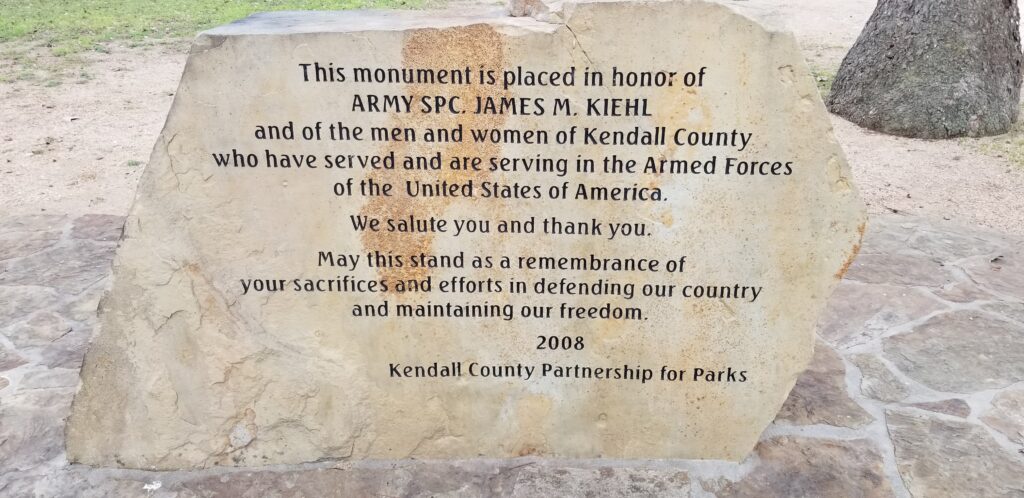 This monument is placed in honor of
ARMY SPC. JAMES M. KIEHL
and of the men and women of Kendall County
who have served and are serving in the Armed Forces
of the United States of America.
We salute you and thank you.
May this stand as a remembrance of
your sacrifices and efforts in defending our country
and maintaining our freedom.
2008
Kendall County Partnership for Parks